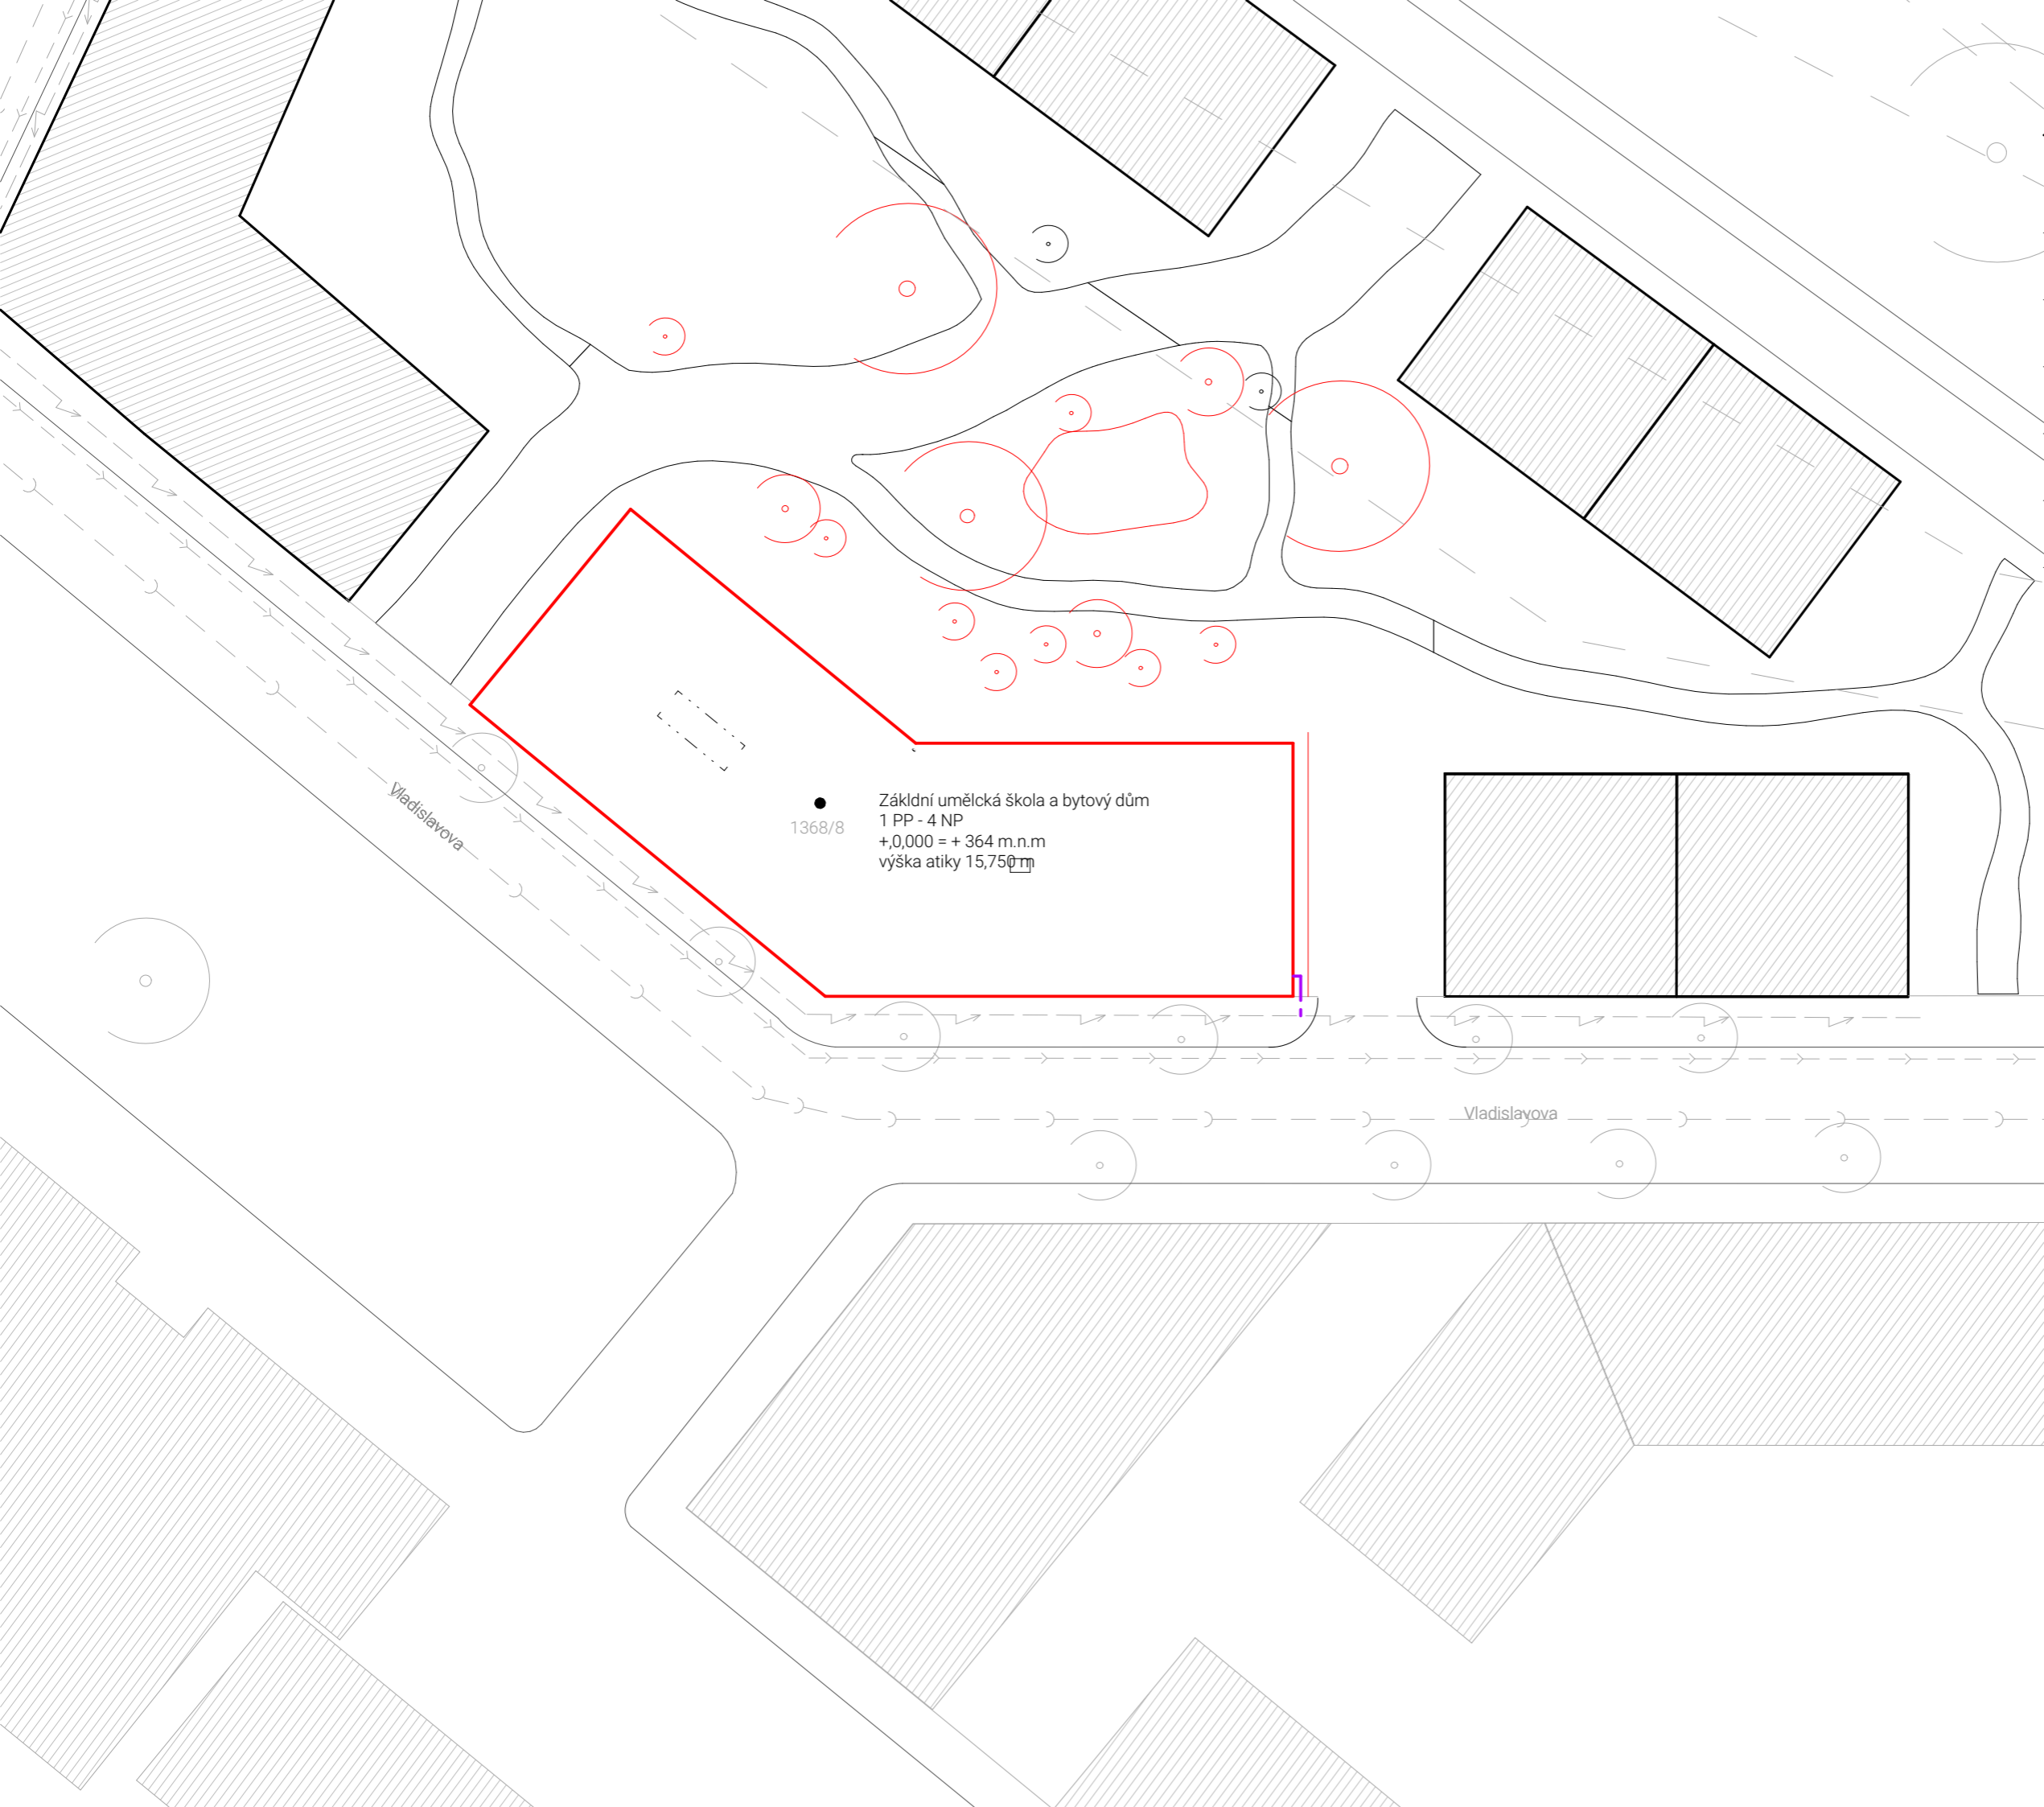 Vladislavova
Základní umělcká škola a bytový dům
1 PP - 4 NP
+,0,000 = + 364 m.n.m
výška atiky 15,750 m
1368/8
Vladislavova